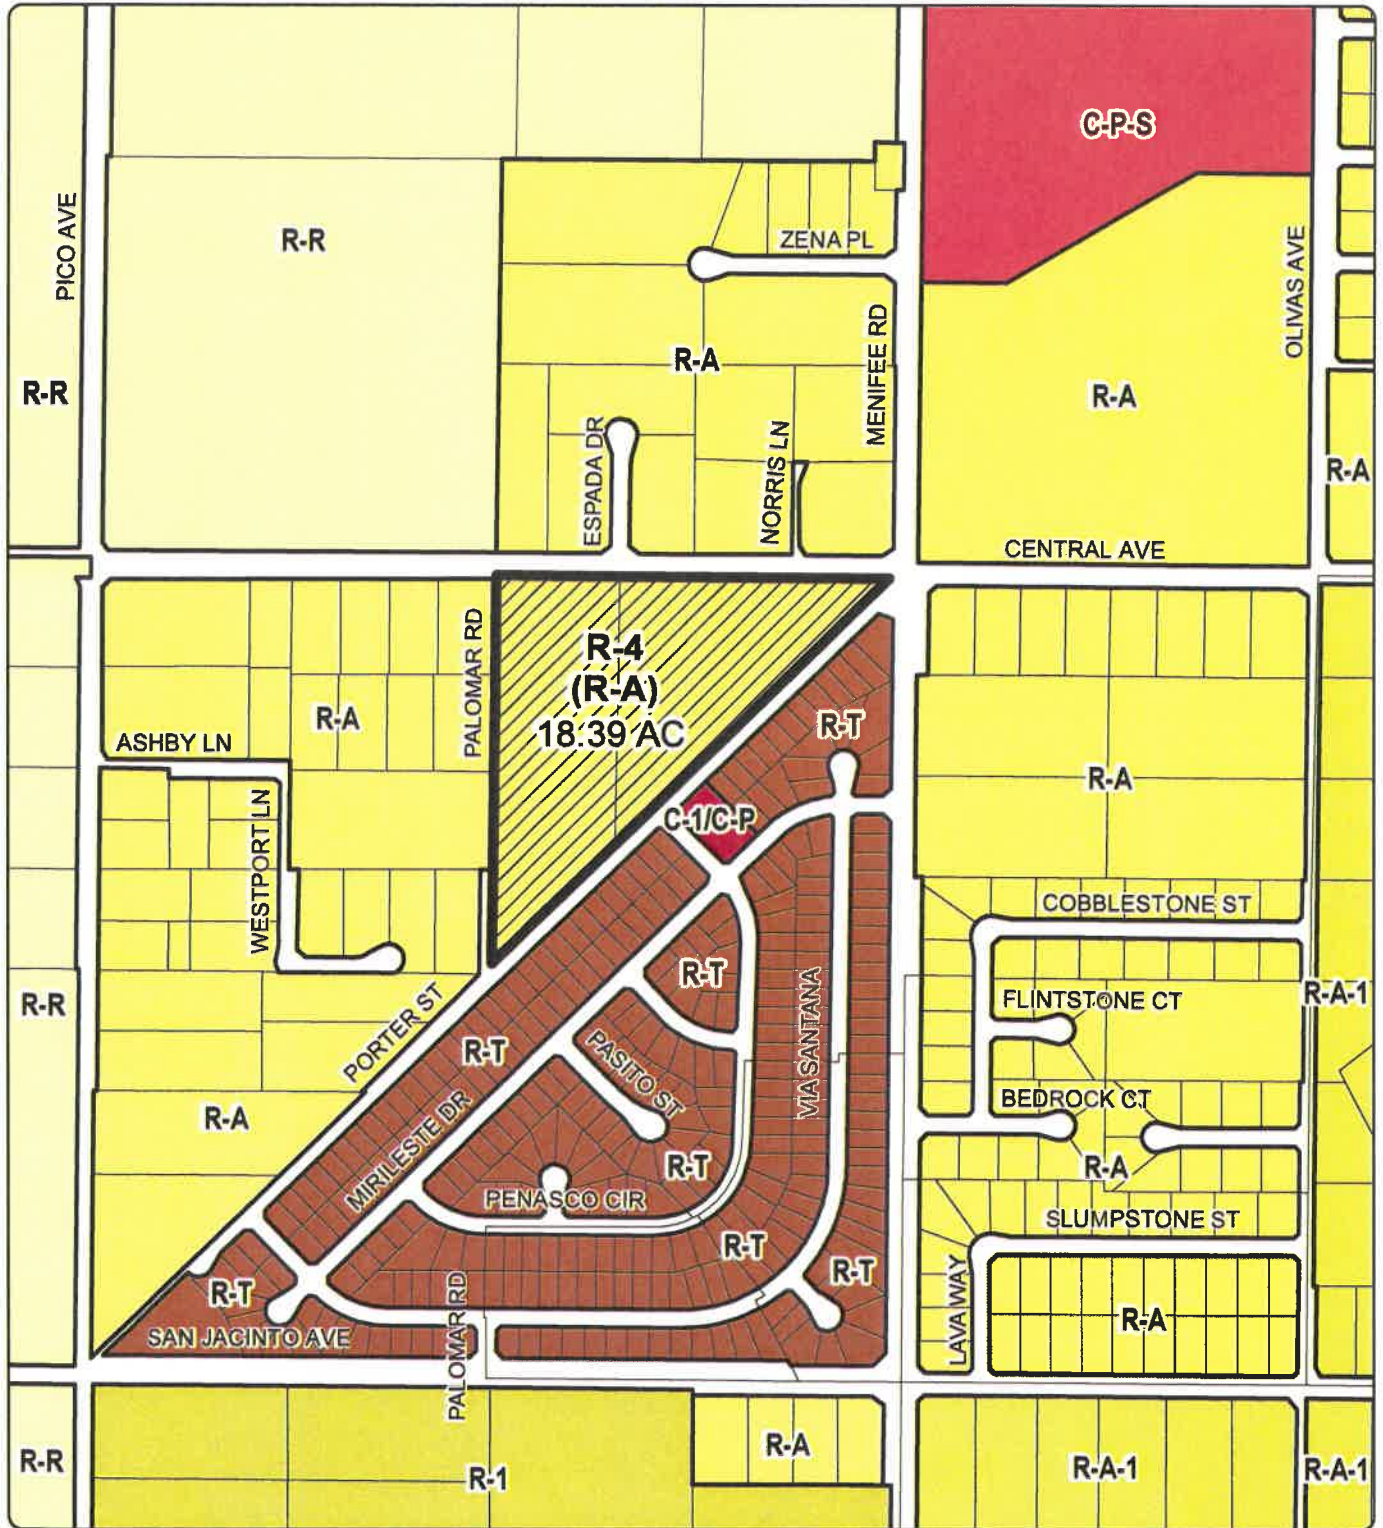 C-P-S
PICO AVE
R-R
ZENA PL
OLIVAS AVE
MENIFEE RD
R-A
R-R
R-A
ESPADA DR
NORRIS LN
R-A
CENTRAL AVE
PALOMAR RD
R-4
(R-A)
18.39 AC
R-A
R-T
ASHBY LN
R-A
WESTPORT LN
C-1/C-P
COBBLESTONE ST
R-T
R-R
FLINTSTONE CT
R-A-1
PORTER ST
R-T
PASITO ST
VIA SANTANA
BEDROCK CT
R-A
MIRILESTE DR
R-T
R-A
PENASCO CIR
SLUMPSTONE ST
R-T
R-T
R-T
LAVA WAY
R-A
SAN JACINTO AVE
PALOMAR RD
R-R
R-1
R-A
R-A-1
R-A-1